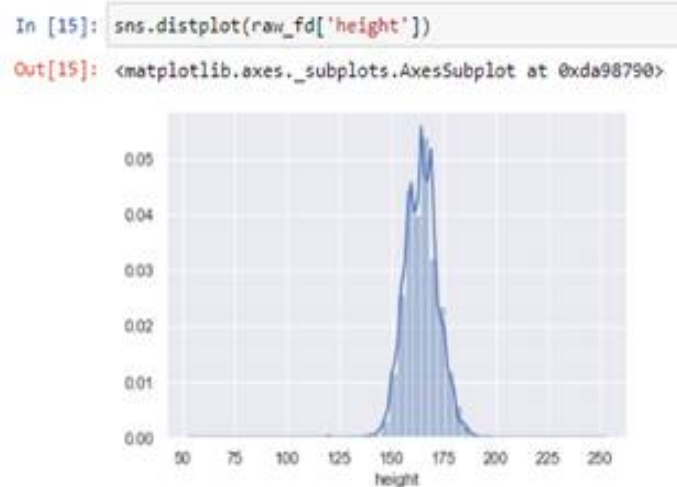 In [15]: sns.distplot(raw_fd['height'])
Out[15]: <matplotlib.axes._subplots.AxesSubplot at 0xda98790>
0.05
0.04
0.03
0.02
0.01
0.00
50 75 100 125 150 175 200 225 250
height